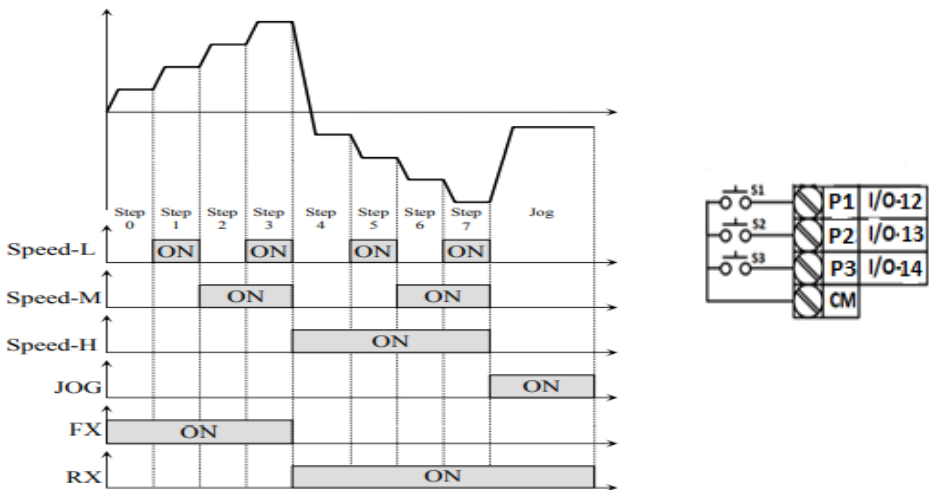 Step 0
Step 1
Step 2
Step 3
Step 4
Step 5
Step 6
Step 7
Jog
Speed-L
ON
ON
ON
ON
Speed-M
ON
ON
Speed-H
ON
JOG
ON
FX
ON
RX
ON
S1
P1 I/O-12
S2
P2 I/O-13
S3
P3 I/O-14
CM